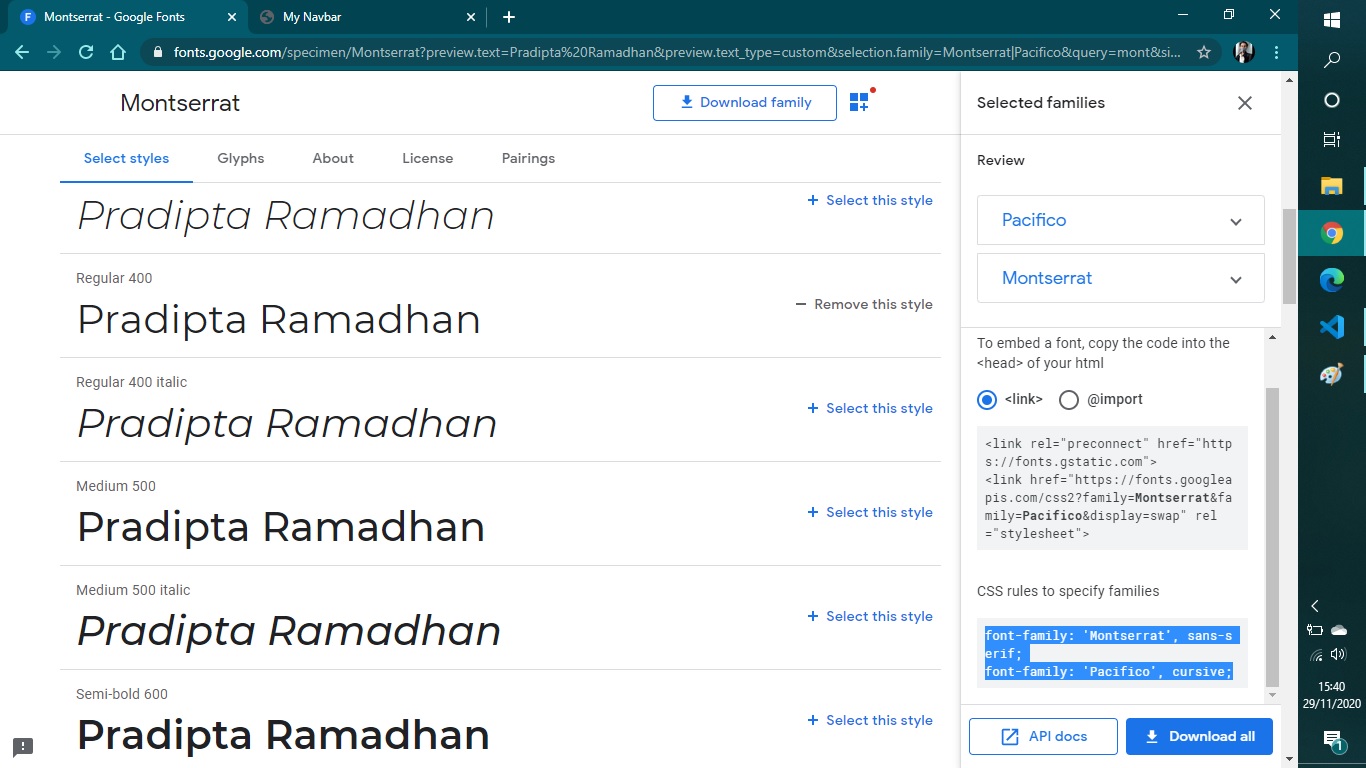 Montserrat - Google Fonts
My Navbar
fonts.google.com/specimen/Montserrat?preview.text=Pradipta%20Ramadhan&preview.text_type=custom&selection.family=Montserrat|Pacifico&query=mont&si...
Montserrat
Download family
Select styles
Glyphs
About
License
Pairings
Pradipta Ramadhan
+ Select this style
Regular 400
Pradipta Ramadhan
− Remove this style
Regular 400 italic
Pradipta Ramadhan
+ Select this style
Medium 500
Pradipta Ramadhan
+ Select this style
Medium 500 italic
Pradipta Ramadhan
+ Select this style
Semi-bold 600
Pradipta Ramadhan
+ Select this style
Selected families
Review
Pacifico
Montserrat
To embed a font, copy the code into the
<head> of your html
<link>
@import
<link rel="preconnect" href="http
s://fonts.gstatic.com">
<link href="https://fonts.googlea
pis.com/css2?family=Montserrat&fa
mily=Pacifico&display=swap" rel
="stylesheet">
CSS rules to specify families
font-family: 'Montserrat', sans-s
erif;
font-family: 'Pacifico', cursive;
API docs
Download all
15:40
29/11/2020
1